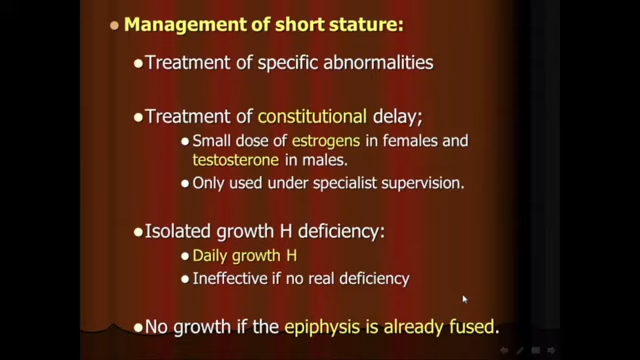 Management of short stature:
Treatment of specific abnormalities
Treatment of constitutional delay;
Small dose of estrogens in females and
testosterone in males.
Only used under specialist supervision.
Isolated growth H deficiency:
Daily growth H
Ineffective if no real deficiency
No growth if the epiphysis is already fused.